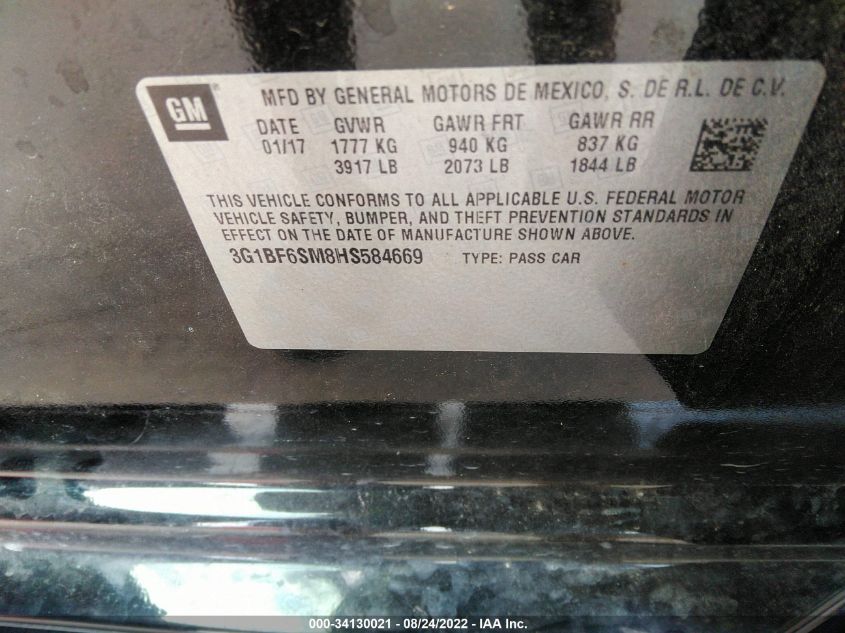 GM MFD BY GENERAL MOTORS DE MEXICO, S. DE R.L. DE C.V.
DATE GVWR GAWR FRT GAWR RR
01/17 1777 KG 940 KG 837 KG
3917 LB 2073 LB 1844 LB
THIS VEHICLE CONFORMS TO ALL APPLICABLE U.S. FEDERAL MOTOR
VEHICLE SAFETY, BUMPER, AND THEFT PREVENTION STANDARDS IN
EFFECT ON THE DATE OF MANUFACTURE SHOWN ABOVE.
3G1BF6SM8HS584669 TYPE: PASS CAR
000-34130021 - 08/24/2022 - IAA Inc.